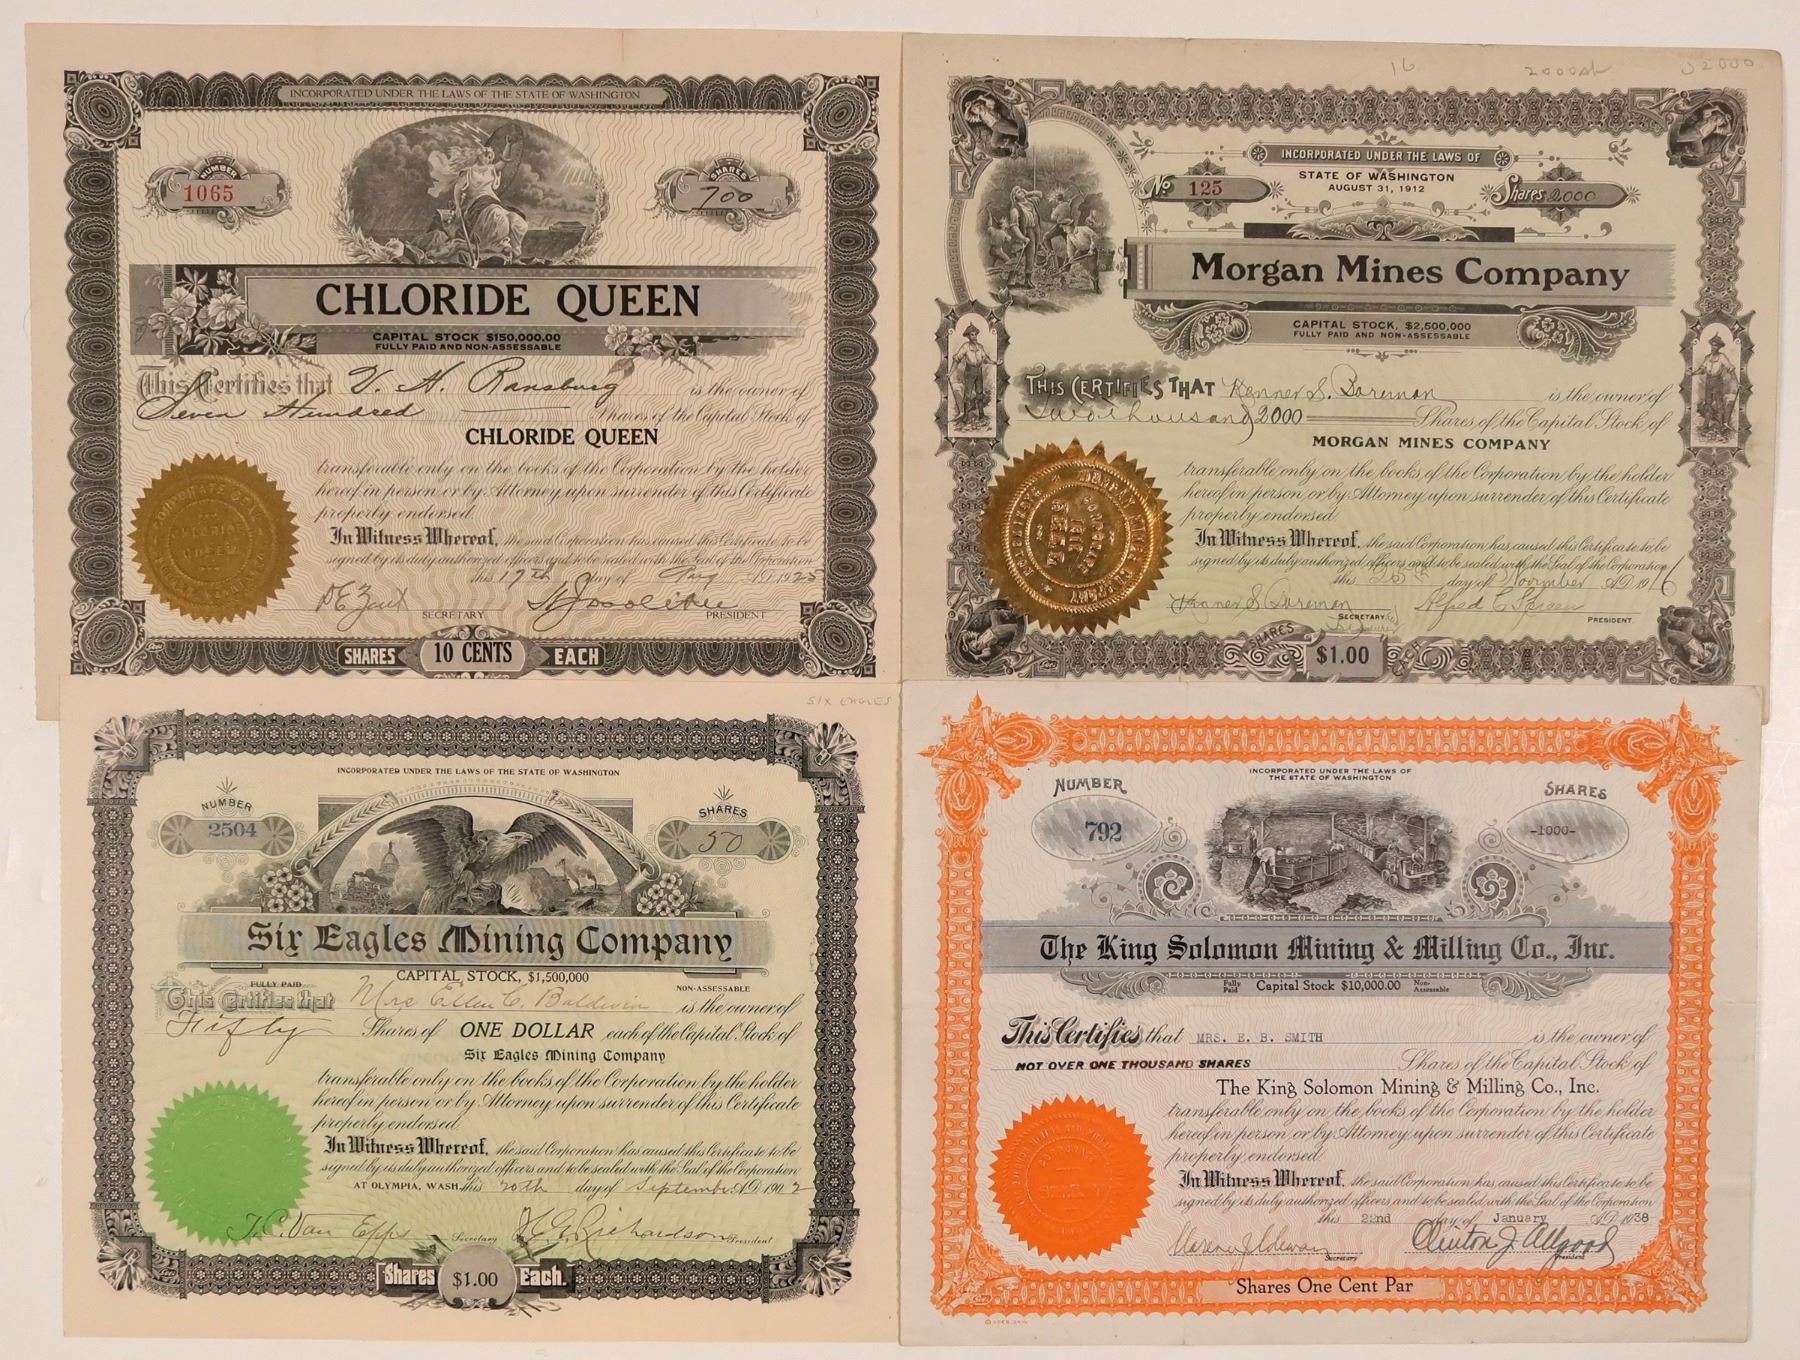 INCORPORATED UNDER THE LAWS OF THE STATE OF WASHINGTON
NUMBER
1065
SHARES
700
CHLORIDE QUEEN
CAPITAL STOCK $150,000.00
FULLY PAID AND NON-ASSESSABLE
This Certifies that V. H. Ransburg is the owner of
Seven Hundred Shares of the Capital Stock of
CHLORIDE QUEEN
transferable only on the books of the Corporation by the holder
hereof in person or by Attorney upon surrender of this Certificate
properly endorsed.
In Witness Whereof, the said Corporation has caused this Certificate to be
signed by its duly authorized officers and to be sealed with the Seal of the Corporation
this 17th day of Aug A.D. 1925
CHLORIDE
QUEEN
SECRETARY
PRESIDENT
SHARES 10 CENTS EACH
16 2000sh $2000
INCORPORATED UNDER THE LAWS OF
STATE OF WASHINGTON
AUGUST 31, 1912
No 125
Shares 2000
Morgan Mines Company
CAPITAL STOCK, $2,500,000
FULLY PAID AND NON-ASSESSABLE
THIS CERTIFIES THAT Kenner S. Boreman is the owner of
Two thousand 2000 Shares of the Capital Stock of
MORGAN MINES COMPANY
transferable only on the books of the Corporation by the holder
hereof in person or by Attorney upon surrender of this Certificate
properly endorsed
In Witness Whereof, the said Corporation has caused this Certificate to be
signed by its duly authorized officers and to be sealed with the Seal of the Corporation
this 25th day of November A.D. 1916
Kenner S. Boreman
SECRETARY
Alfred C
PRESIDENT.
SHARES $1.00
SIX EAGLES
INCORPORATED UNDER THE LAWS OF THE STATE OF WASHINGTON
NUMBER
2504
SHARES
50
Six Eagles Mining Company
CAPITAL STOCK, $1,500,000
FULLY PAID
NON-ASSESSABLE
This Certifies that Mrs Ellen C. Baldwin is the owner of
Fifty Shares of ONE DOLLAR each of the Capital Stock of
Six Eagles Mining Company
transferable only on the books of the Corporation by the holder
hereof in person or by Attorney upon surrender of this Certificate
properly endorsed
In Witness Whereof, the said Corporation has caused this Certificate to be
signed by its duly authorized officers and to be sealed with the Seal of the Corporation
AT OLYMPIA, WASH. this 20th day of September A.D. 1902
T.C. Van Epps Secretary
H. G. Richardson President
Shares $1.00 Each.
INCORPORATED UNDER THE LAWS OF
THE STATE OF WASHINGTON
NUMBER
792
SHARES
-1000-
The King Solomon Mining & Milling Co., Inc.
Fully Paid Capital Stock $10,000.00 Non-Assessable
This Certifies that MRS. E. B. SMITH is the owner of
NOT OVER ONE THOUSAND SHARES Shares of the Capital Stock of
The King Solomon Mining & Milling Co., Inc.
transferable only on the books of the Corporation by the holder
hereof in person or by Attorney upon surrender of this Certificate
properly endorsed
In Witness Whereof, the said Corporation has caused this Certificate to be
signed by its duly authorized officers and to be sealed with the Seal of the Corporation
this 22nd day of January A.D. 1938
Secretary
Clinton J. Allgood
President
Shares One Cent Par